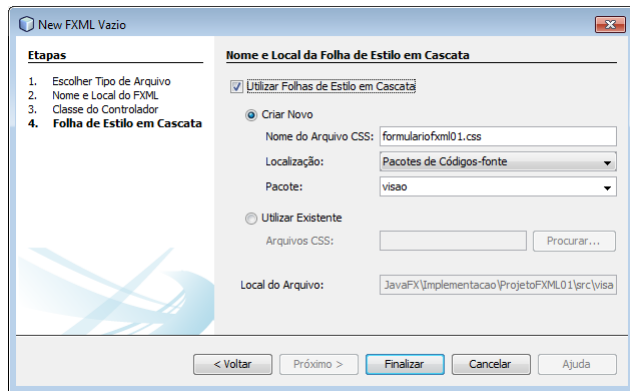 New FXML Vazio
Etapas
1. Escolher Tipo de Arquivo
2. Nome e Local do FXML
3. Classe do Controlador
4. Folha de Estilo em Cascata
Nome e Local da Folha de Estilo em Cascata
Utilizar Folhas de Estilo em Cascata
Criar Novo
Nome do Arquivo CSS: formulariofxml01.css
Localização: Pacotes de Códigos-fonte
Pacote: visao
Utilizar Existente
Arquivos CSS: Procurar...
Local do Arquivo: JavaFX\Implementacao\ProjetoFXML01\src\visa
< Voltar Próximo > Finalizar Cancelar Ajuda